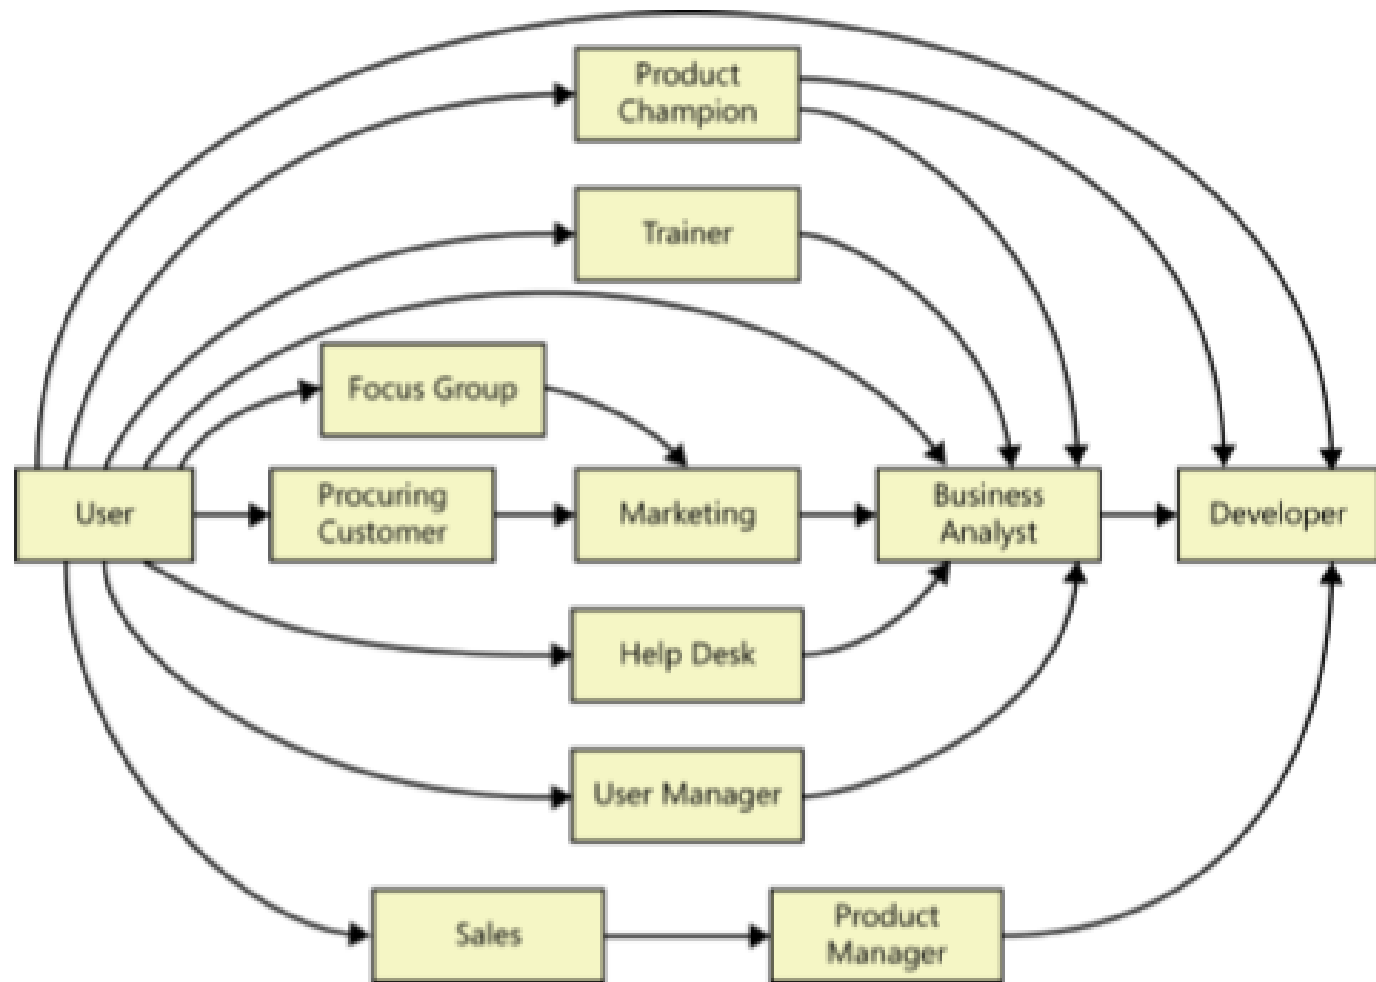 Product
Champion
Trainer
Focus Group
User
Procuring
Customer
Marketing
Business
Analyst
Developer
Help Desk
User Manager
Sales
Product
Manager